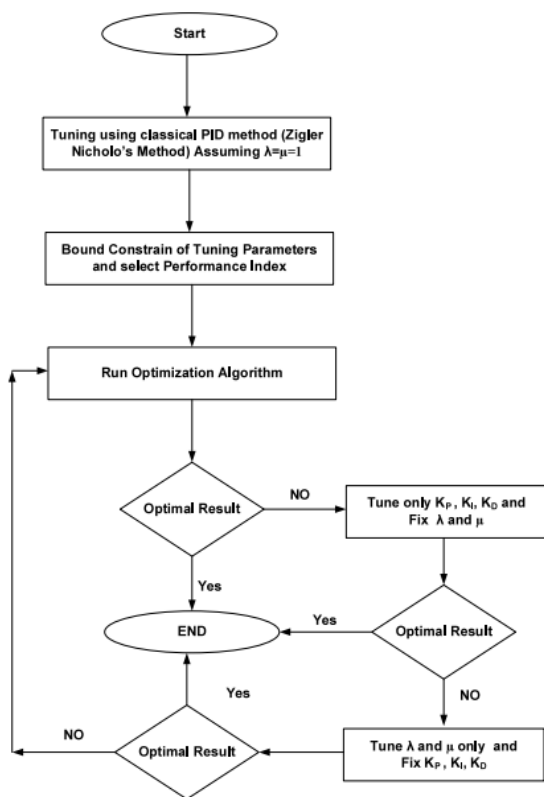 Start
Tuning using classical PID method (Zigler
Nicholo's Method) Assuming λ=μ=1
Bound Constrain of Tuning Parameters
and select Performance Index
Run Optimization Algorithm
Optimal Result
NO
Tune only KP , KI, KD and
Fix λ and μ
Yes
END
Yes
Optimal Result
Yes
NO
NO
Optimal Result
Tune λ and μ only and
Fix KP , KI, KD